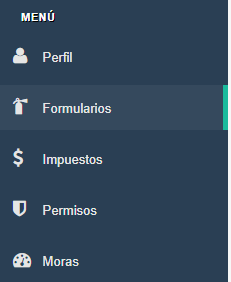 MENÚ
Perfil
Formularios
Impuestos
Permisos
Moras